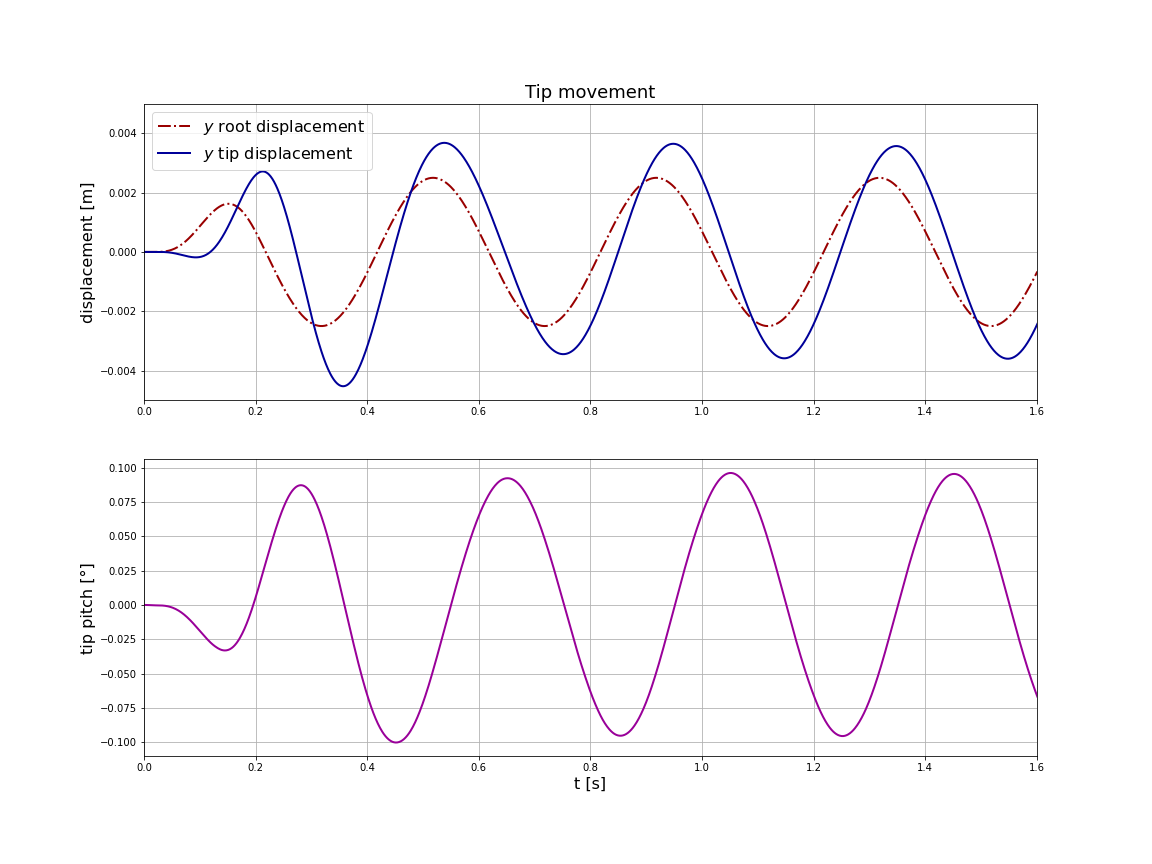 Tip movement
y root displacement
y tip displacement
displacement [m]
0.004
0.002
0.000
−0.002
−0.004
0.0 0.2 0.4 0.6 0.8 1.0 1.2 1.4 1.6
tip pitch [°]
0.100
0.075
0.050
0.025
0.000
−0.025
−0.050
−0.075
−0.100
0.0 0.2 0.4 0.6 0.8 1.0 1.2 1.4 1.6
t [s]